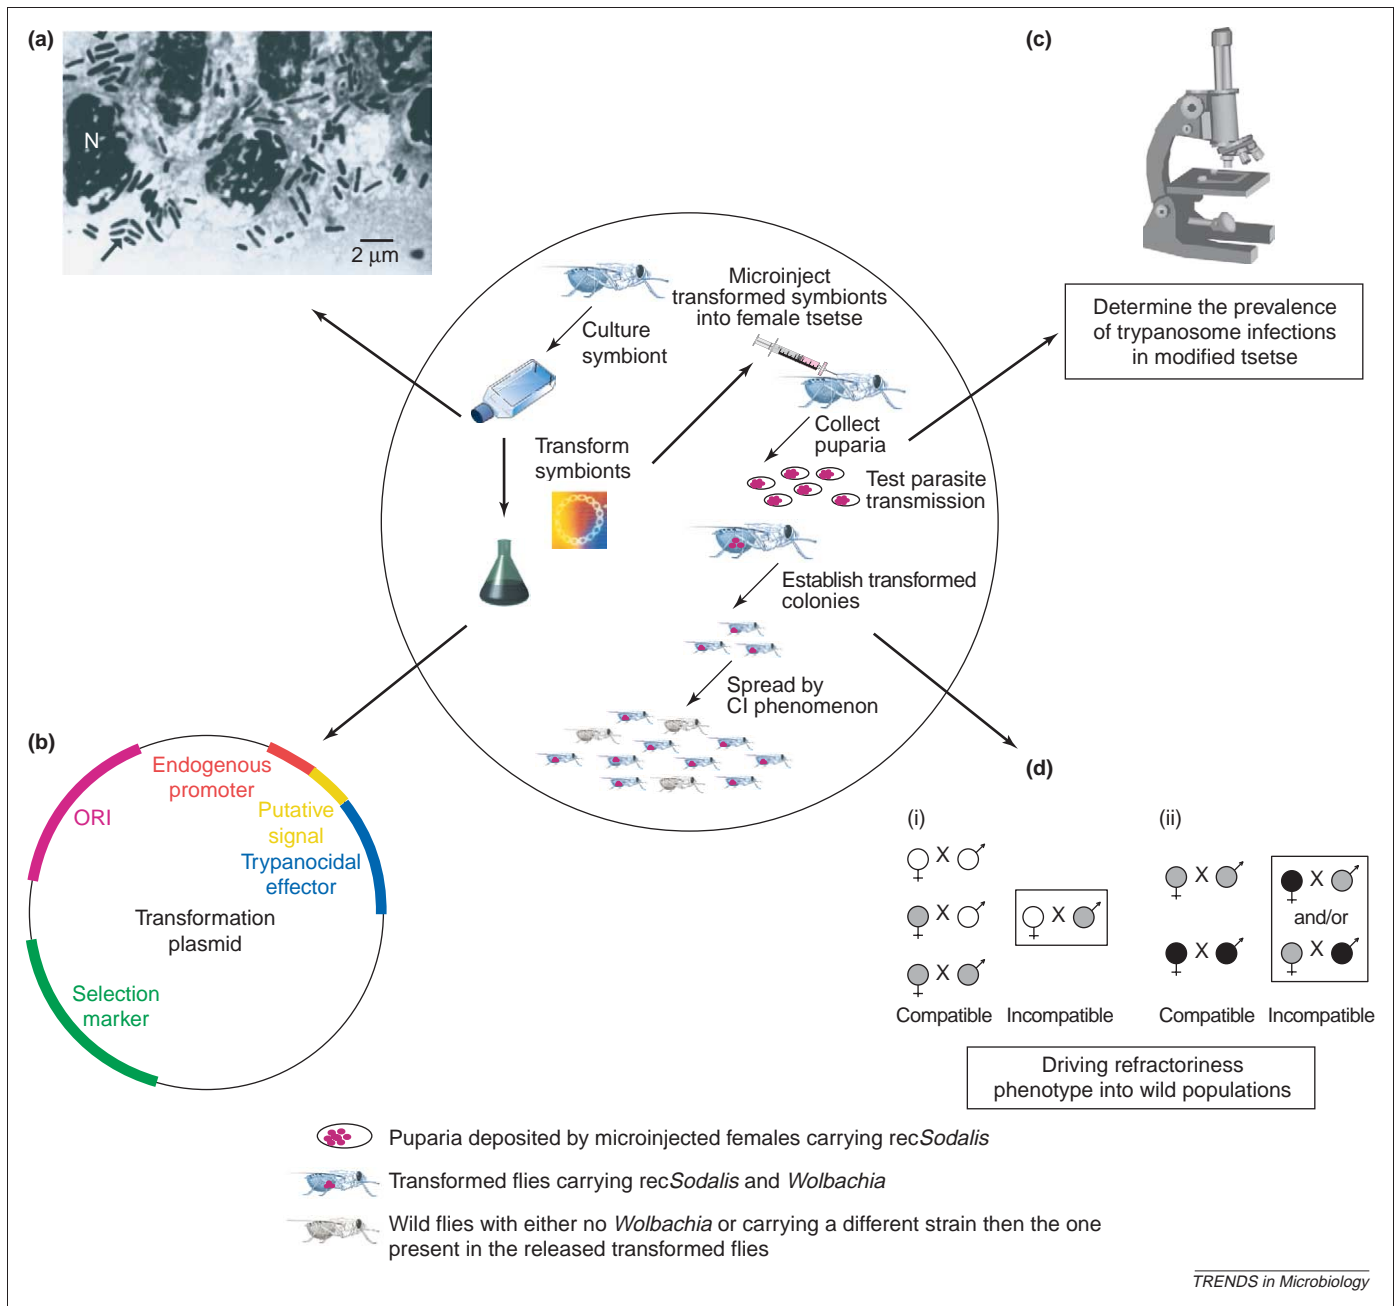 (a)
N
2 μm
(c)
Determine the prevalence
of trypanosome infections
in modified tsetse
Microinject
transformed symbionts
into female tsetse
Culture
symbiont
Transform
symbionts
Collect
puparia
Test parasite
transmission
Establish transformed
colonies
Spread by
CI phenomenon
(b)
Endogenous
promoter
ORI
Putative
signal
Trypanocidal
effector
Transformation
plasmid
Selection
marker
(d)
(i)
X
X
X
X
Compatible
Incompatible
(ii)
X
X
X
and/or
X
Compatible
Incompatible
Driving refractoriness
phenotype into wild populations
Puparia deposited by microinjected females carrying recSodalis
Transformed flies carrying recSodalis and Wolbachia
Wild flies with either no Wolbachia or carrying a different strain then the one
present in the released transformed flies
TRENDS in Microbiology